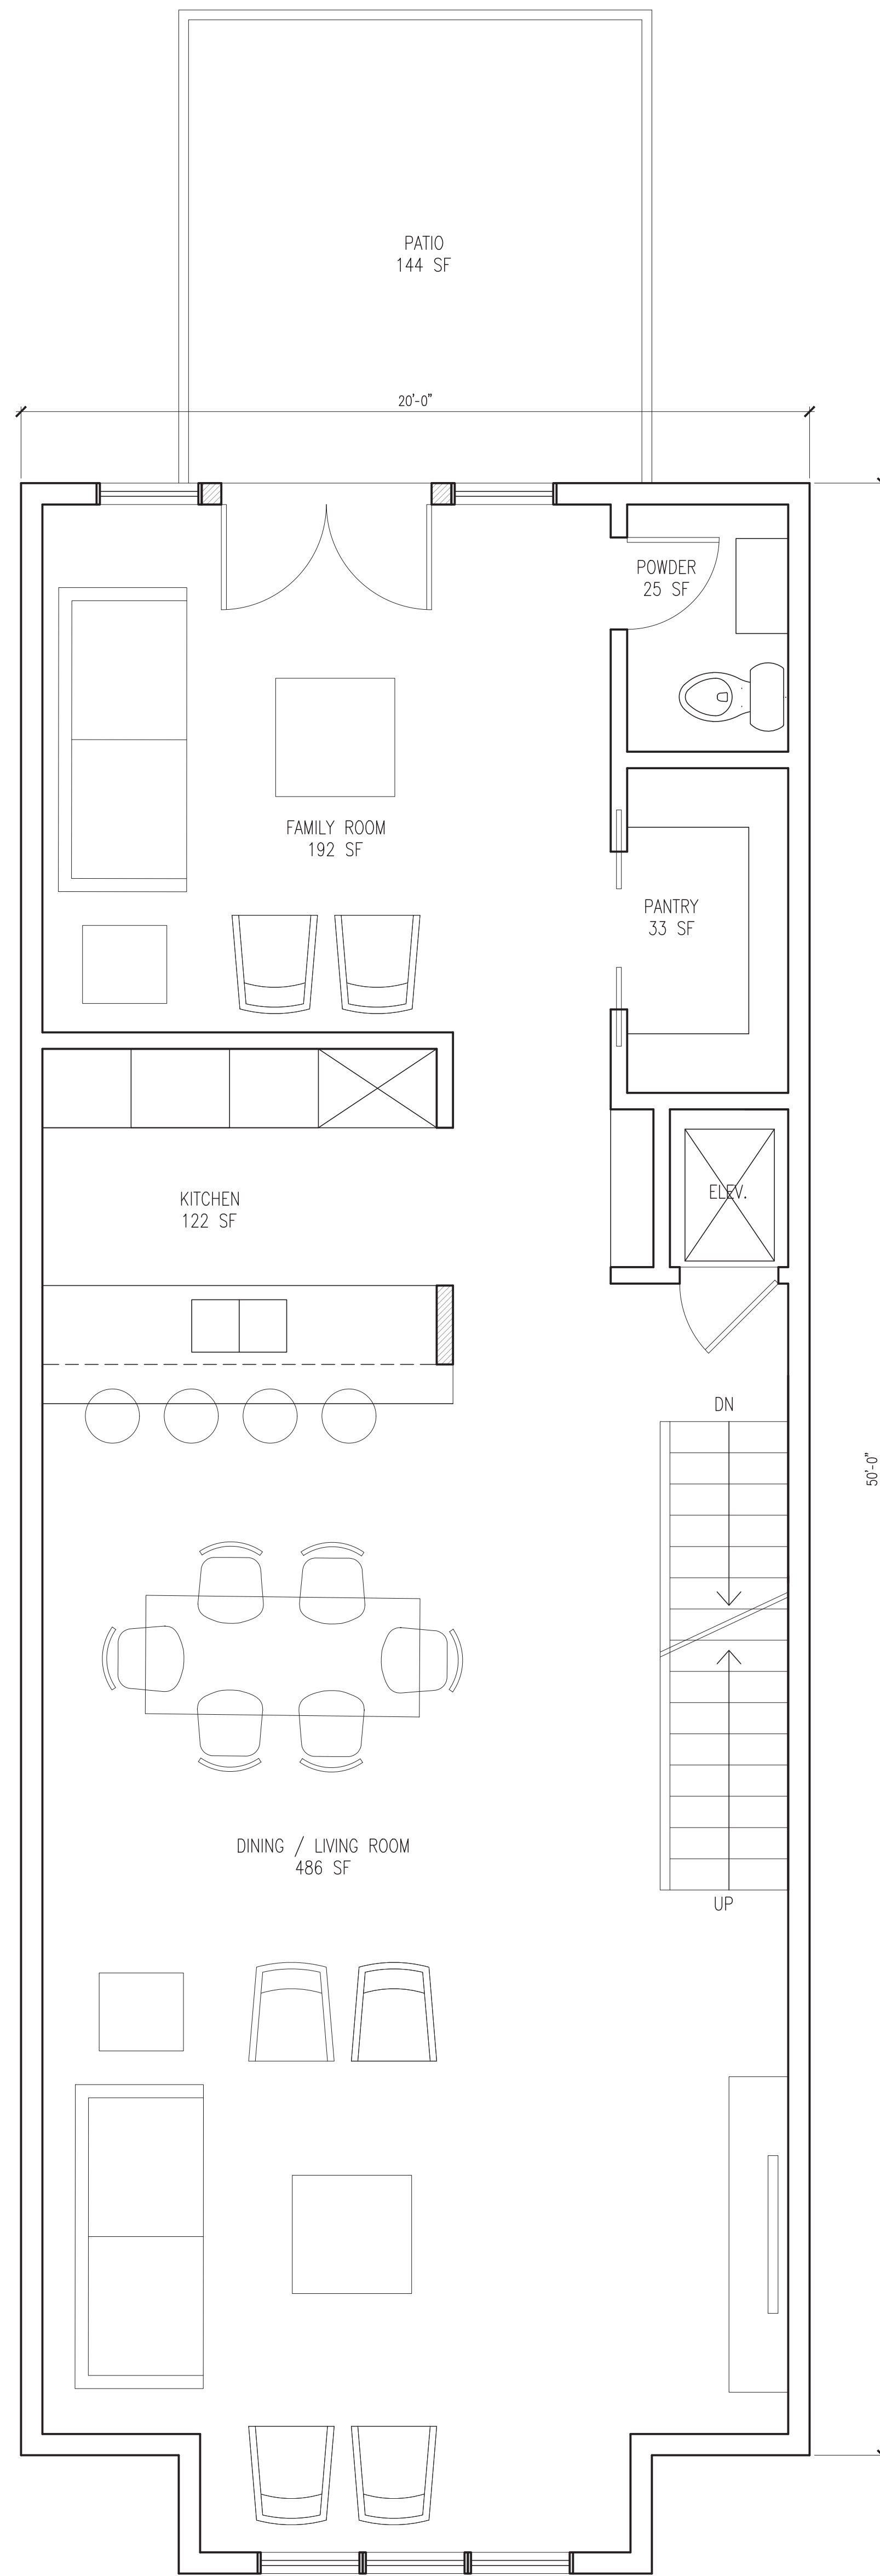 PATIO
144 SF
20'-0"
POWDER
25 SF
FAMILY ROOM
192 SF
PANTRY
33 SF
KITCHEN
122 SF
ELEV.
DN
50'-0"
DINING / LIVING ROOM
486 SF
UP